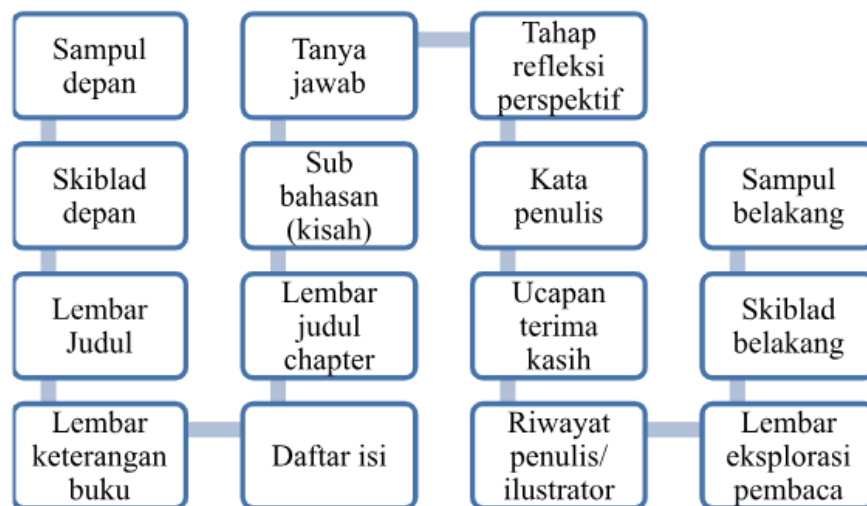 Sampul
depan
Skiblad
depan
Lembar
Judul
Lembar
keterangan
buku
Daftar isi
Lembar
judul
chapter
Sub
bahasan
(kisah)
Tanya
jawab
Tahap
refleksi
perspektif
Kata
penulis
Ucapan
terima
kasih
Riwayat
penulis/
ilustrator
Lembar
eksplorasi
pembaca
Skiblad
belakang
Sampul
belakang